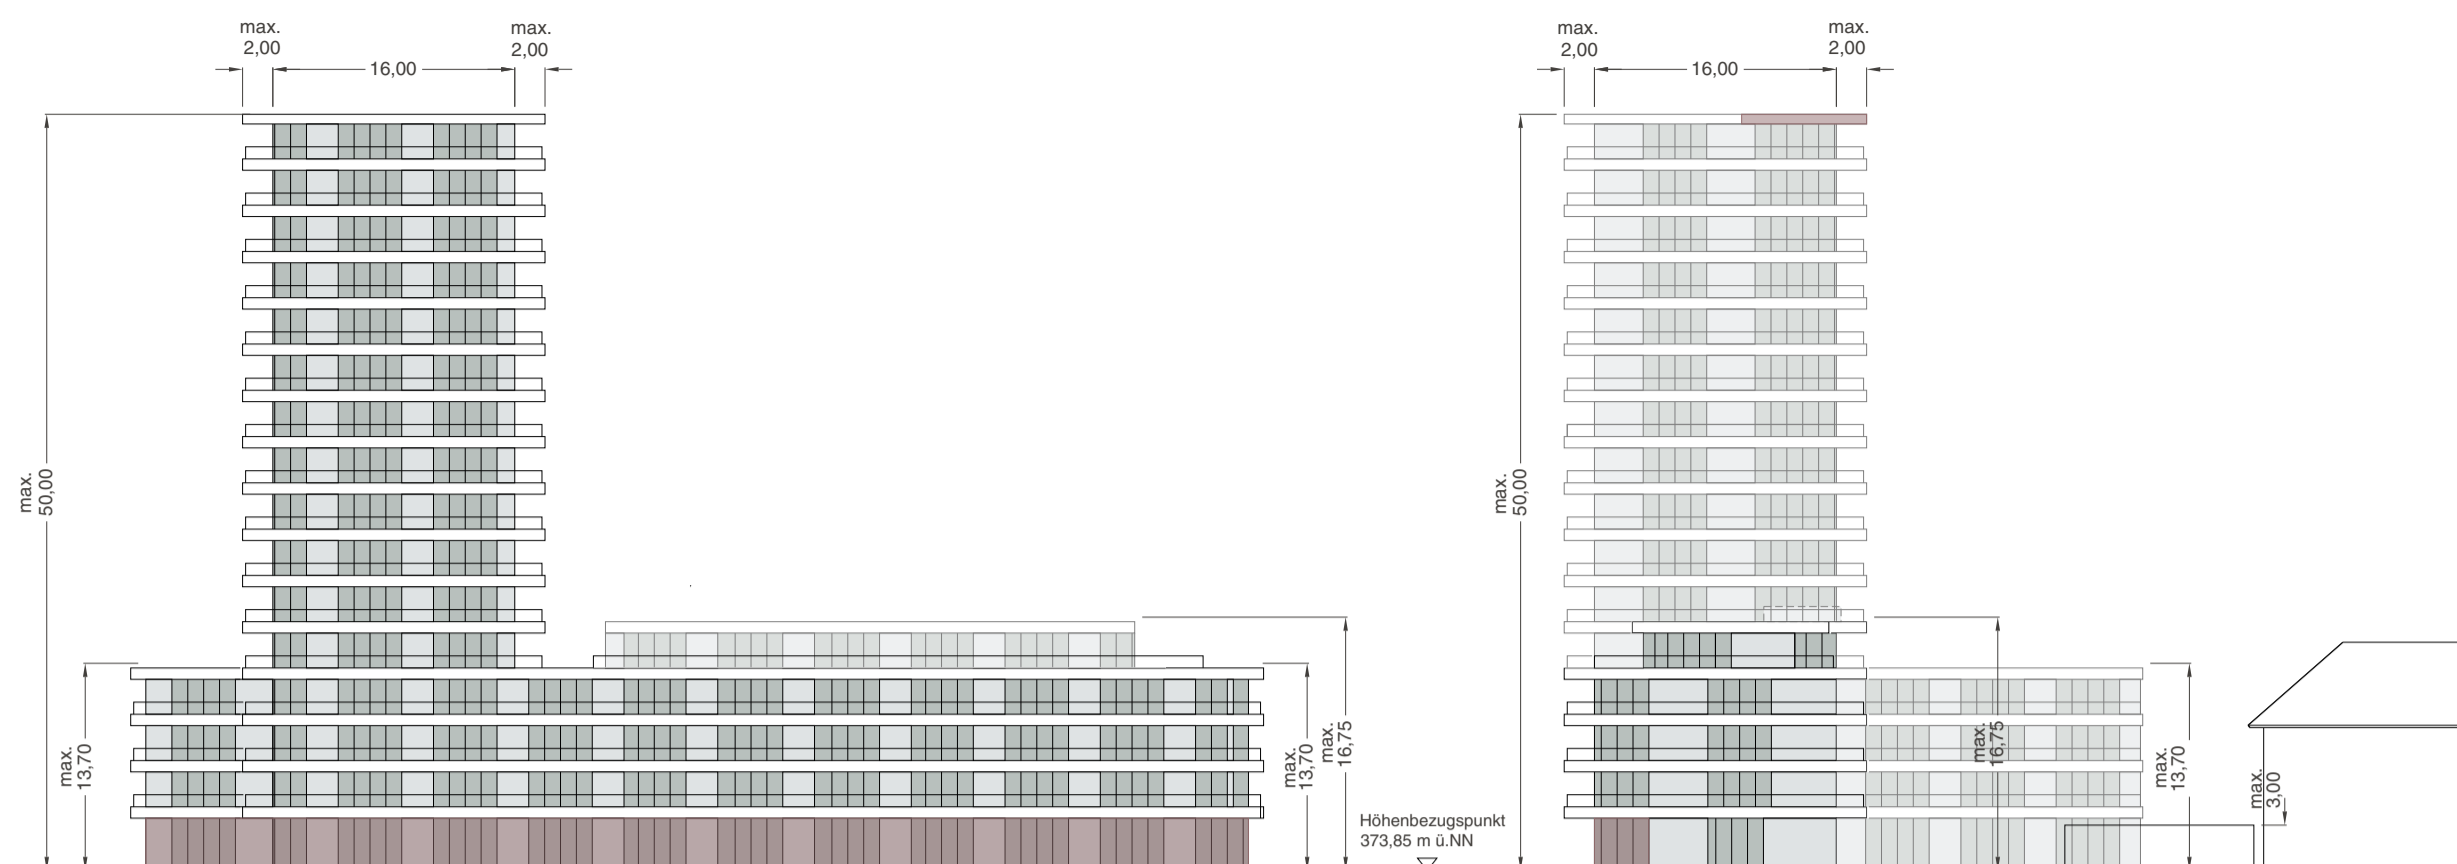 max.
2,00
16,00
max.
2,00
max.
50,00
max.
13,70
max.
13,70
max.
16,75
Höhenbezugspunkt
373,85 m ü.NN
max.
2,00
16,00
max.
2,00
max.
50,00
max.
16,75
max.
13,70
max.
3,00